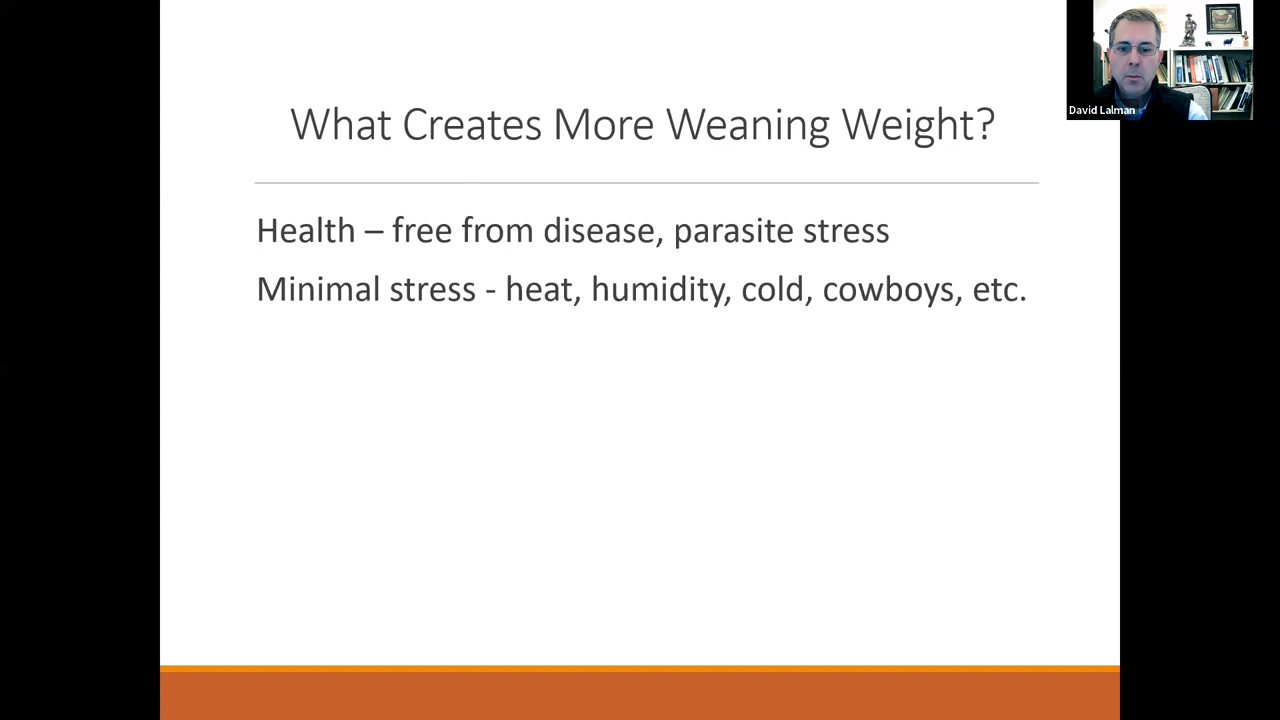 What Creates More Weaning Weight?
Health – free from disease, parasite stress
Minimal stress - heat, humidity, cold, cowboys, etc.
David Lalman